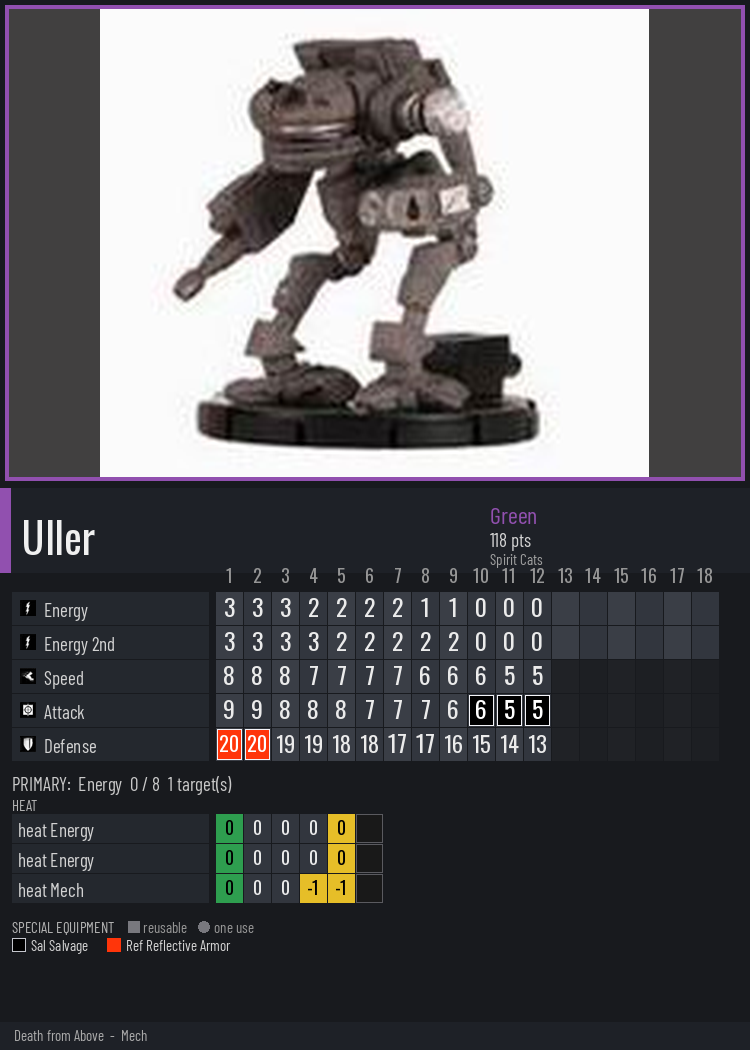 Uller
Green
118 pts
Spirit Cats
1 2 3 4 5 6 7 8 9 10 11 12 13 14 15 16 17 18
Energy 3 3 3 2 2 2 2 1 1 0 0 0
Energy 2nd 3 3 3 3 2 2 2 2 2 0 0 0
Speed 8 8 8 7 7 7 7 6 6 6 5 5
Attack 9 9 8 8 8 7 7 7 6 6 5 5
Defense 20 20 19 19 18 18 17 17 16 15 14 13
PRIMARY: Energy 0 / 8 1 target(s)
HEAT
heat Energy 0 0 0 0 0
heat Energy 0 0 0 0 0
heat Mech 0 0 0 -1 -1
SPECIAL EQUIPMENT reusable one use
Sal Salvage Ref Reflective Armor
Death from Above - Mech